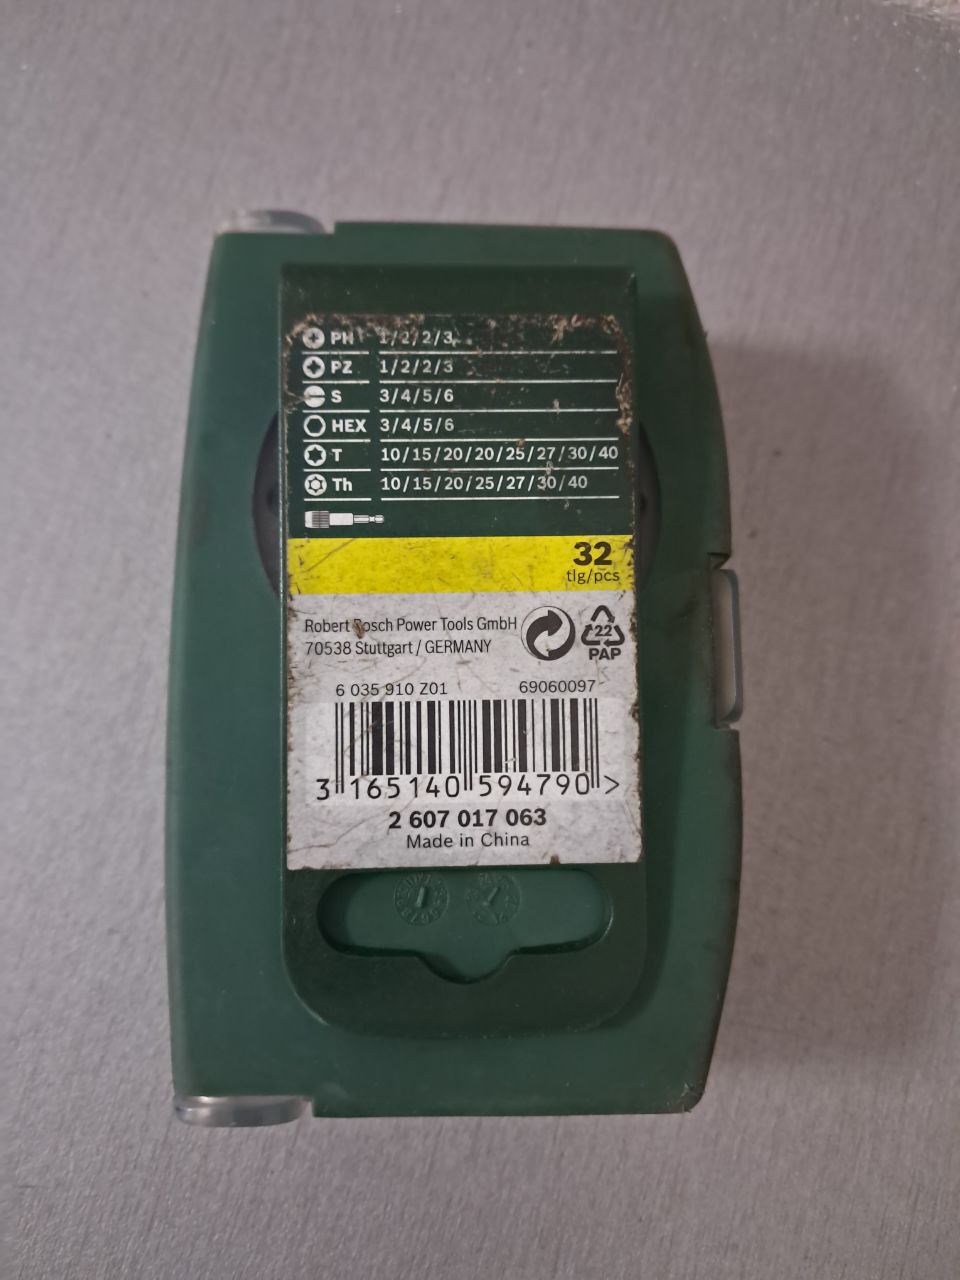 PH 1/2/2/3
PZ 1/2/2/3
S 3/4/5/6
HEX 3/4/5/6
T 10/15/20/20/25/27/30/40
Th 10/15/20/25/27/30/40
32
tlg/pcs
Robert Bosch Power Tools GmbH
70538 Stuttgart / GERMANY
22
PAP
6 035 910 Z01 69060097
3 165140 594790 >
2 607 017 063
Made in China